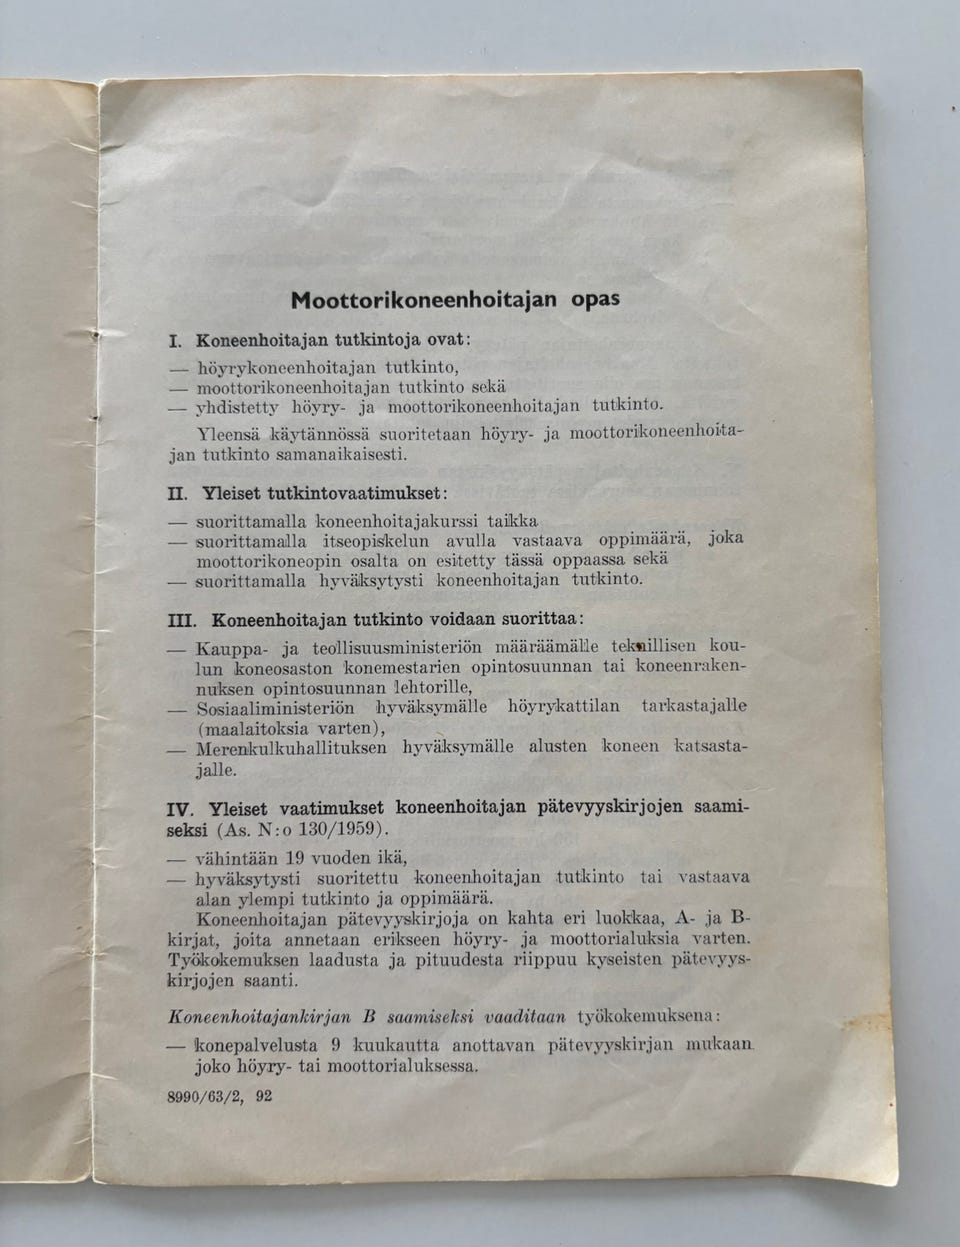 Moottorikoneenhoitajan opas
I. Koneenhoitajan tutkintoja ovat:
— höyrykoneenhoitajan tutkinto,
— moottorikoneenhoitajan tutkinto sekä
— yhdistetty höyry- ja moottorikoneenhoitajan tutkinto.
Yleensä käytännössä suoritetaan höyry- ja moottorikoneenhoita-
jan tutkinto samanaikaisesti.
II. Yleiset tutkintovaatimukset:
— suorittamalla koneenhoitajakurssi taikka
— suorittamalla itseopiskelun avulla vastaava oppimäärä, joka
moottorikoneopin osalta on esitetty tässä oppaassa sekä
— suorittamalla hyväksytysti koneenhoitajan tutkinto.
III. Koneenhoitajan tutkinto voidaan suorittaa:
— Kauppa- ja teollisuusministeriön määräämälle teknillisen kou-
lun koneosaston konemestarien opintosuunnan tai koneenraken-
nuksen opintosuunnan lehtorille,
— Sosiaaliministeriön hyväksymälle höyrykattilan tarkastajalle
(maalaitoksia varten),
— Merenkulkuhallituksen hyväksymälle alusten koneen katsasta-
jalle.
IV. Yleiset vaatimukset koneenhoitajan pätevyyskirjojen saami-
seksi (As. N:o 130/1959).
— vähintään 19 vuoden ikä,
— hyväksytysti suoritettu koneenhoitajan tutkinto tai vastaava
alan ylempi tutkinto ja oppimäärä.
Koneenhoitajan pätevyyskirjoja on kahta eri luokkaa, A- ja B-
kirjat, joita annetaan erikseen höyry- ja moottorialuksia varten.
Työkokemuksen laadusta ja pituudesta riippuu kyseisten pätevyys-
kirjojen saanti.
Koneenhoitajankirjan B saamiseksi vaaditaan työkokemuksena:
— konepalvelusta 9 kuukautta anottavan pätevyyskirjan mukaan
joko höyry- tai moottorialuksessa.
8990/63/2, 92